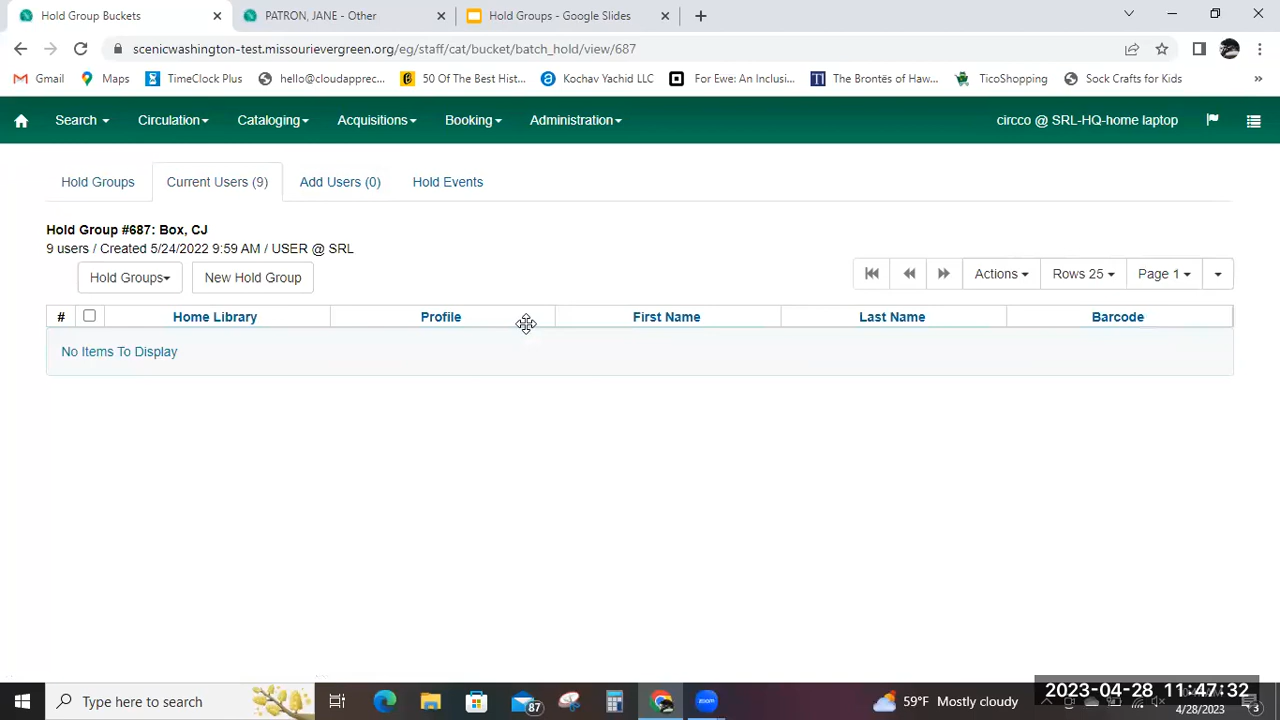 Hold Group Buckets
PATRON, JANE - Other
Hold Groups - Google Slides
scenicwashington-test.missourievergreen.org/eg/staff/cat/bucket/batch_hold/view/687
Gmail
Maps
TimeClock Plus
hello@cloudapprec...
50 Of The Best Hist...
Kochav Yachid LLC
For Ewe: An Inclusi...
The Brontës of Haw...
TicoShopping
Sock Crafts for Kids
Search
Circulation
Cataloging
Acquisitions
Booking
Administration
circco @ SRL-HQ-home laptop
Hold Groups
Current Users (9)
Add Users (0)
Hold Events
Hold Group #687: Box, CJ
9 users / Created 5/24/2022 9:59 AM / USER @ SRL
Hold Groups
New Hold Group
Actions
Rows 25
Page 1
# Home Library Profile First Name Last Name Barcode
No Items To Display
Type here to search
87
zoom
59°F Mostly cloudy
2023-04-28 11:47:32
4/28/2023
3